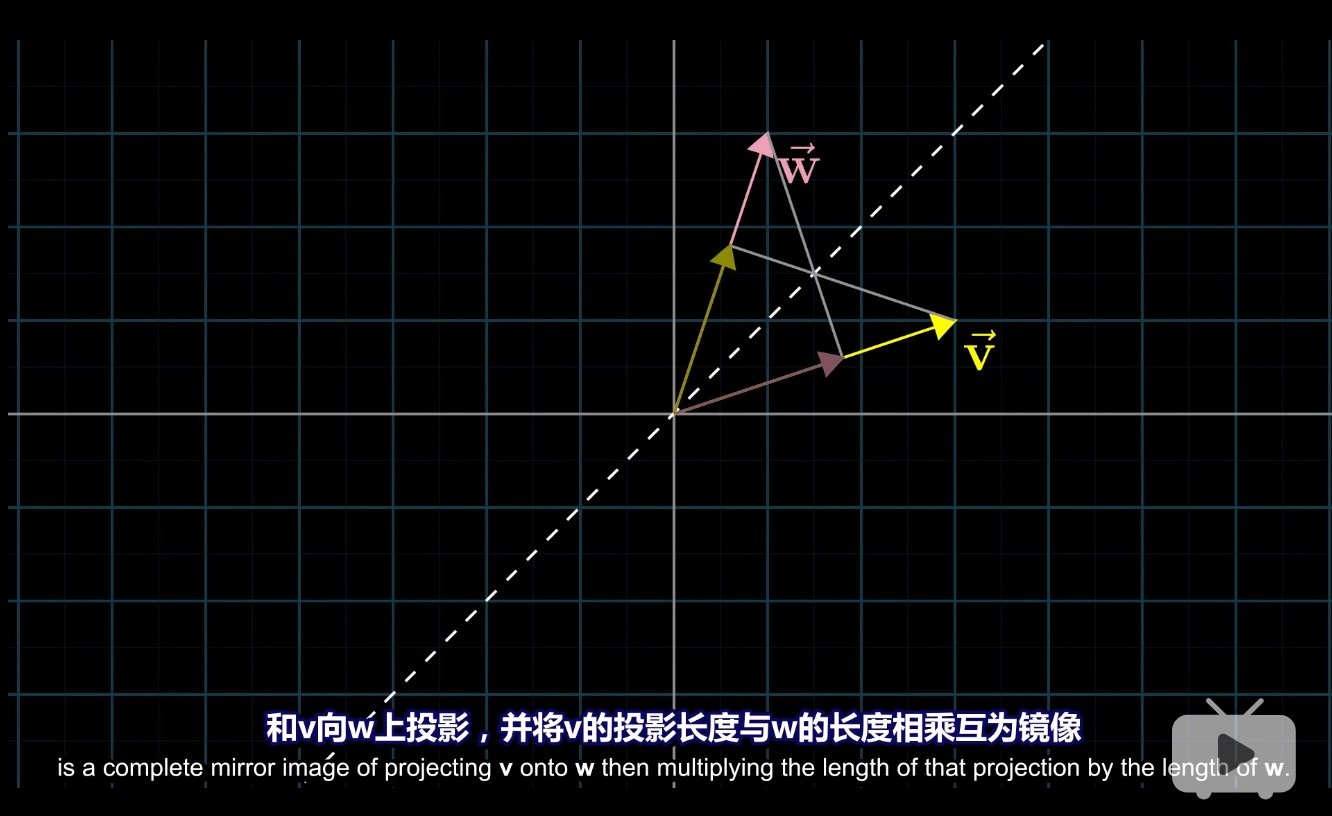 w
v
和v向w上投影，并将v的投影长度与w的长度相乘互为镜像
is a complete mirror image of projecting v onto w then multiplying the length of that projection by the length of w.